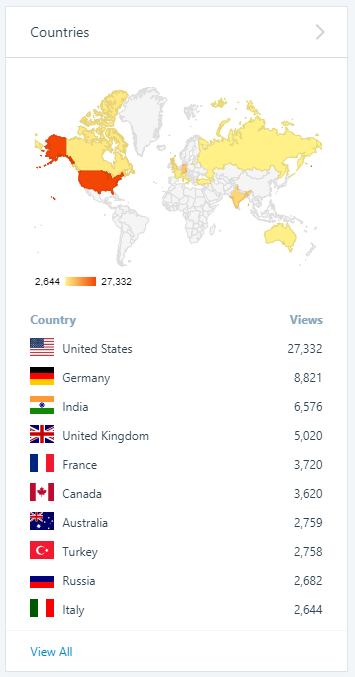 Countries
2,644 27,332
Country Views
United States 27,332
Germany 8,821
India 6,576
United Kingdom 5,020
France 3,720
Canada 3,620
Australia 2,759
Turkey 2,758
Russia 2,682
Italy 2,644
View All